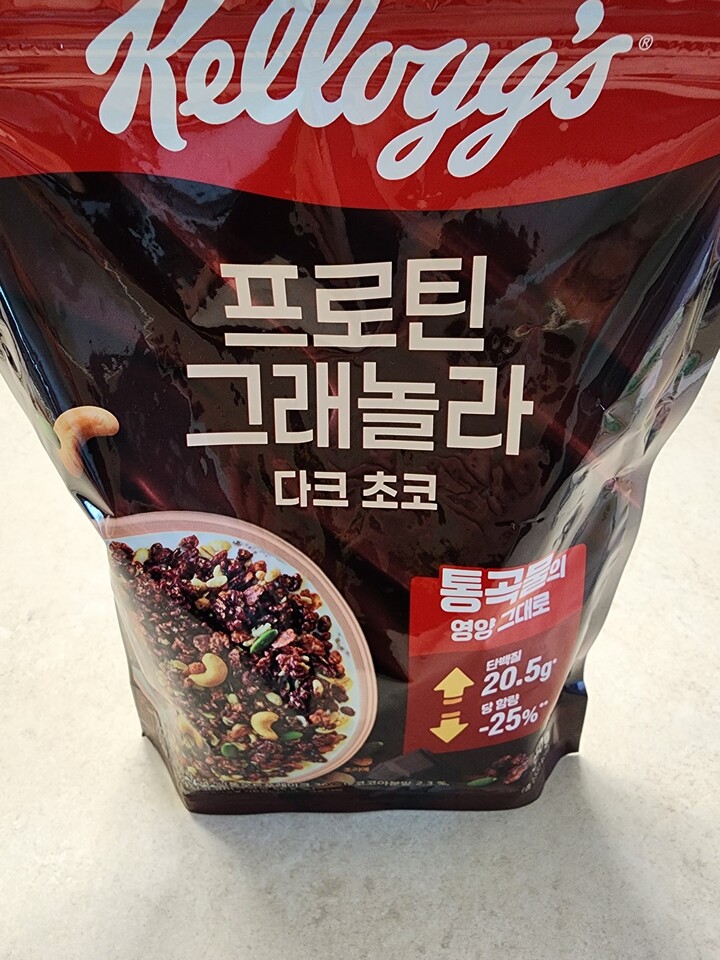 Kellogg's®
프로틴
그래놀라
다크 초코
통곡물의
영양 그대로
단백질
20.5g*
당 함량
-25%**